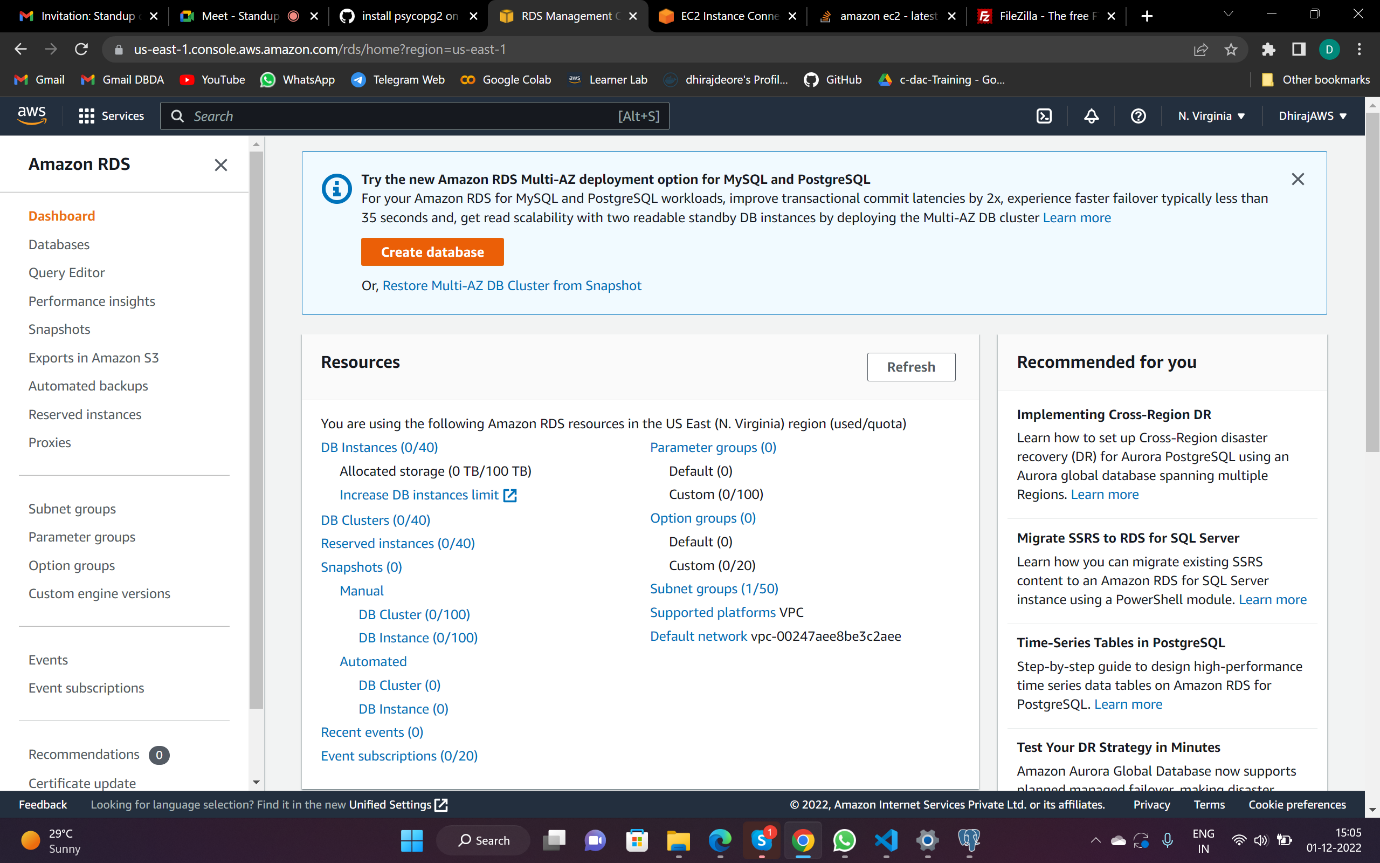 Invitation: Standup
Meet - Standup
install psycopg2 on
RDS Management C
EC2 Instance Conne
amazon ec2 - latest
FileZilla - The free F
us-east-1.console.aws.amazon.com/rds/home?region=us-east-1
D
Gmail
Gmail DBDA
YouTube
WhatsApp
Telegram Web
Google Colab
aws
Learner Lab
dhirajdeore's Profil...
GitHub
c-dac-Training - Go...
Other bookmarks
aws
Services
Search
[Alt+S]
N. Virginia
DhirajAWS
Amazon RDS
Dashboard
Databases
Query Editor
Performance insights
Snapshots
Exports in Amazon S3
Automated backups
Reserved instances
Proxies
Subnet groups
Parameter groups
Option groups
Custom engine versions
Events
Event subscriptions
Recommendations 0
Certificate update
Try the new Amazon RDS Multi-AZ deployment option for MySQL and PostgreSQL
For your Amazon RDS for MySQL and PostgreSQL workloads, improve transactional commit latencies by 2x, experience faster failover typically less than
35 seconds and, get read scalability with two readable standby DB instances by deploying the Multi-AZ DB cluster Learn more
Create database
Or, Restore Multi-AZ DB Cluster from Snapshot
Resources
Refresh
You are using the following Amazon RDS resources in the US East (N. Virginia) region (used/quota)
DB Instances (0/40)
Allocated storage (0 TB/100 TB)
Increase DB instances limit
DB Clusters (0/40)
Reserved instances (0/40)
Snapshots (0)
Manual
DB Cluster (0/100)
DB Instance (0/100)
Automated
DB Cluster (0)
DB Instance (0)
Recent events (0)
Event subscriptions (0/20)
Parameter groups (0)
Default (0)
Custom (0/100)
Option groups (0)
Default (0)
Custom (0/20)
Subnet groups (1/50)
Supported platforms VPC
Default network vpc-00247aee8be3c2aee
Recommended for you
Implementing Cross-Region DR
Learn how to set up Cross-Region disaster
recovery (DR) for Aurora PostgreSQL using an
Aurora global database spanning multiple
Regions. Learn more
Migrate SSRS to RDS for SQL Server
Learn how you can migrate existing SSRS
content to an Amazon RDS for SQL Server
instance using a PowerShell module. Learn more
Time-Series Tables in PostgreSQL
Step-by-step guide to design high-performance
time series data tables on Amazon RDS for
PostgreSQL. Learn more
Test Your DR Strategy in Minutes
Amazon Aurora Global Database now supports
planned managed failover, making disaster
Feedback
Looking for language selection? Find it in the new Unified Settings
© 2022, Amazon Internet Services Private Ltd. or its affiliates.
Privacy
Terms
Cookie preferences
29°C
Sunny
Search
1
ENG
IN
15:05
01-12-2022